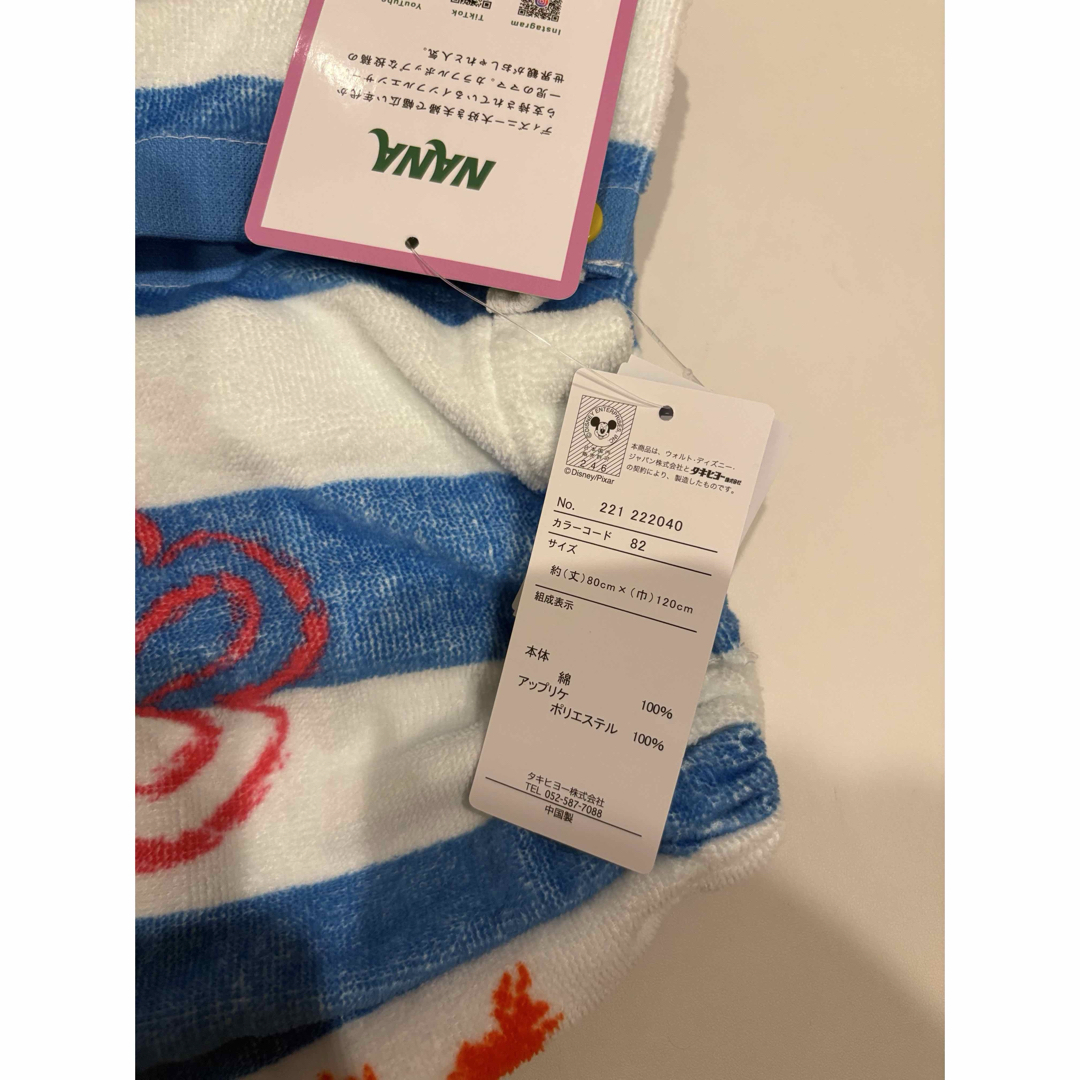 NANA
ディズニー大好き夫婦で幅広い年代か
ら支持されているインフルエンサー
一児のママ。カラフルポップな投稿の
世界観がおしゃれと人気。
Instagram
TikTok
YouTube
246
©Disney/Pixar
本商品は、ウォルト・ディズニー・
ジャパン株式会社とタキヒヨー株式会社
の契約により、製造したものです。
No. 221 222040
カラーコード 82
サイズ
約(丈)80cm×(巾)120cm
組成表示
本体
綿 100%
アップリケ
ポリエステル 100%
タキヒヨー株式会社
TEL 052-587-7088
中国製